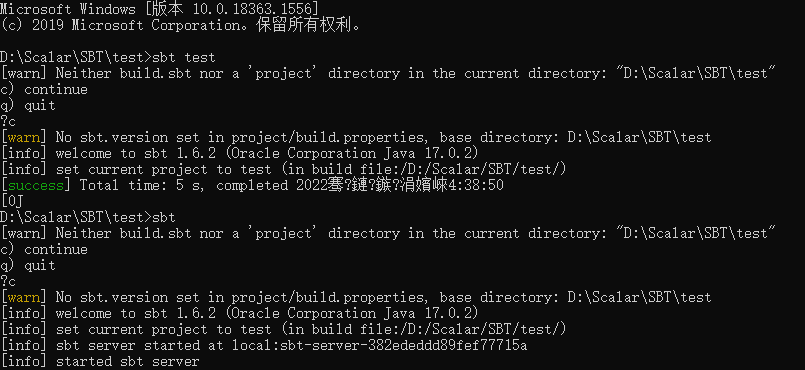 Microsoft Windows [版本 10.0.18363.1556]
(c) 2019 Microsoft Corporation。保留所有权利。
D:\Scalar\SBT\test>sbt test
[warn] Neither build.sbt nor a 'project' directory in the current directory: "D:\Scalar\SBT\test"
c) continue
q) quit
?c
[warn] No sbt.version set in project/build.properties, base directory: D:\Scalar\SBT\test
[info] welcome to sbt 1.6.2 (Oracle Corporation Java 17.0.2)
[info] set current project to test (in build file:/D:/Scalar/SBT/test/)
[success] Total time: 5 s, completed 2022骞?鏈?鏃?涓嬪崍4:38:50
[0J
D:\Scalar\SBT\test>sbt
[warn] Neither build.sbt nor a 'project' directory in the current directory: "D:\Scalar\SBT\test"
c) continue
q) quit
?c
[warn] No sbt.version set in project/build.properties, base directory: D:\Scalar\SBT\test
[info] welcome to sbt 1.6.2 (Oracle Corporation Java 17.0.2)
[info] set current project to test (in build file:/D:/Scalar/SBT/test/)
[info] sbt server started at local:sbt-server-382ededdd89fef77715a
[info] started sbt server